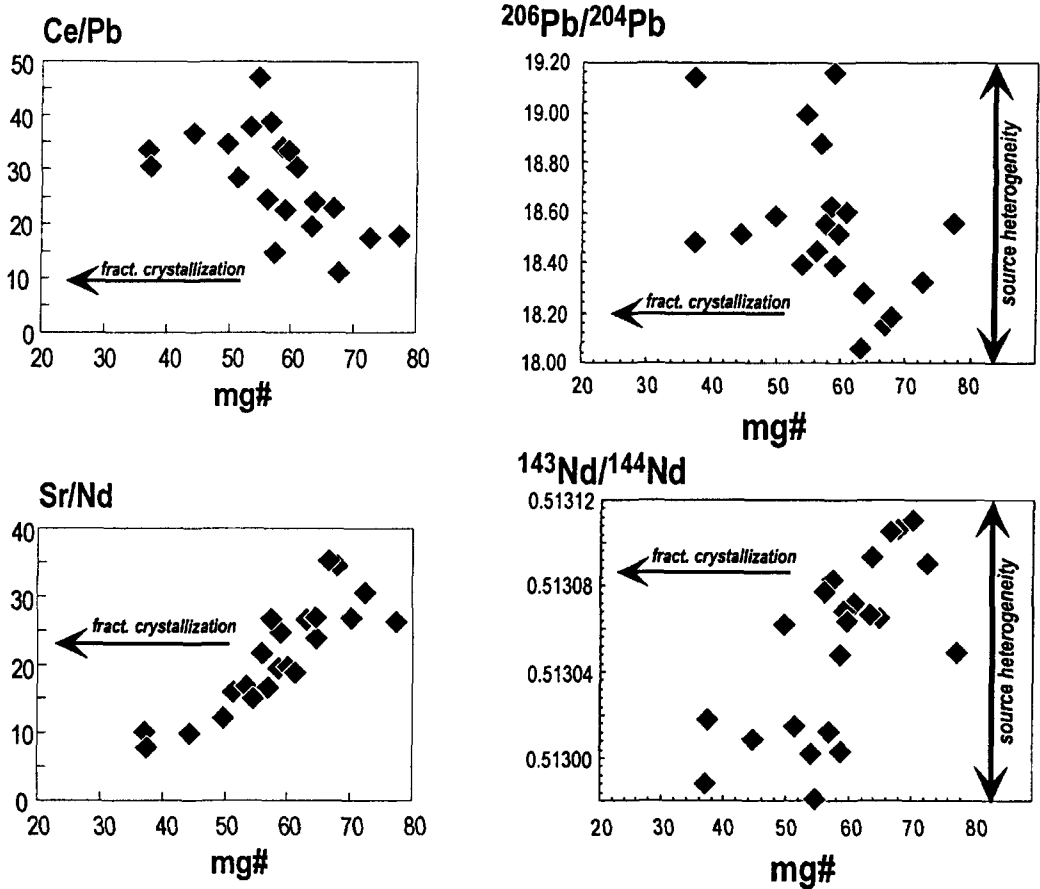 Ce/Pb
50
40
30
20
10
0
fract. crystallization
20 30 40 50 60 70 80
mg#
²⁰⁶Pb/²⁰⁴Pb
19.20
19.00
18.80
18.60
18.40
18.20
18.00
fract. crystallization
source heterogeneity
20 30 40 50 60 70 80
mg#
Sr/Nd
40
30
20
10
0
fract. crystallization
20 30 40 50 60 70 80
mg#
¹⁴³Nd/¹⁴⁴Nd
0.51312
0.51308
0.51304
0.51300
fract. crystallization
source heterogeneity
20 30 40 50 60 70 80
mg#